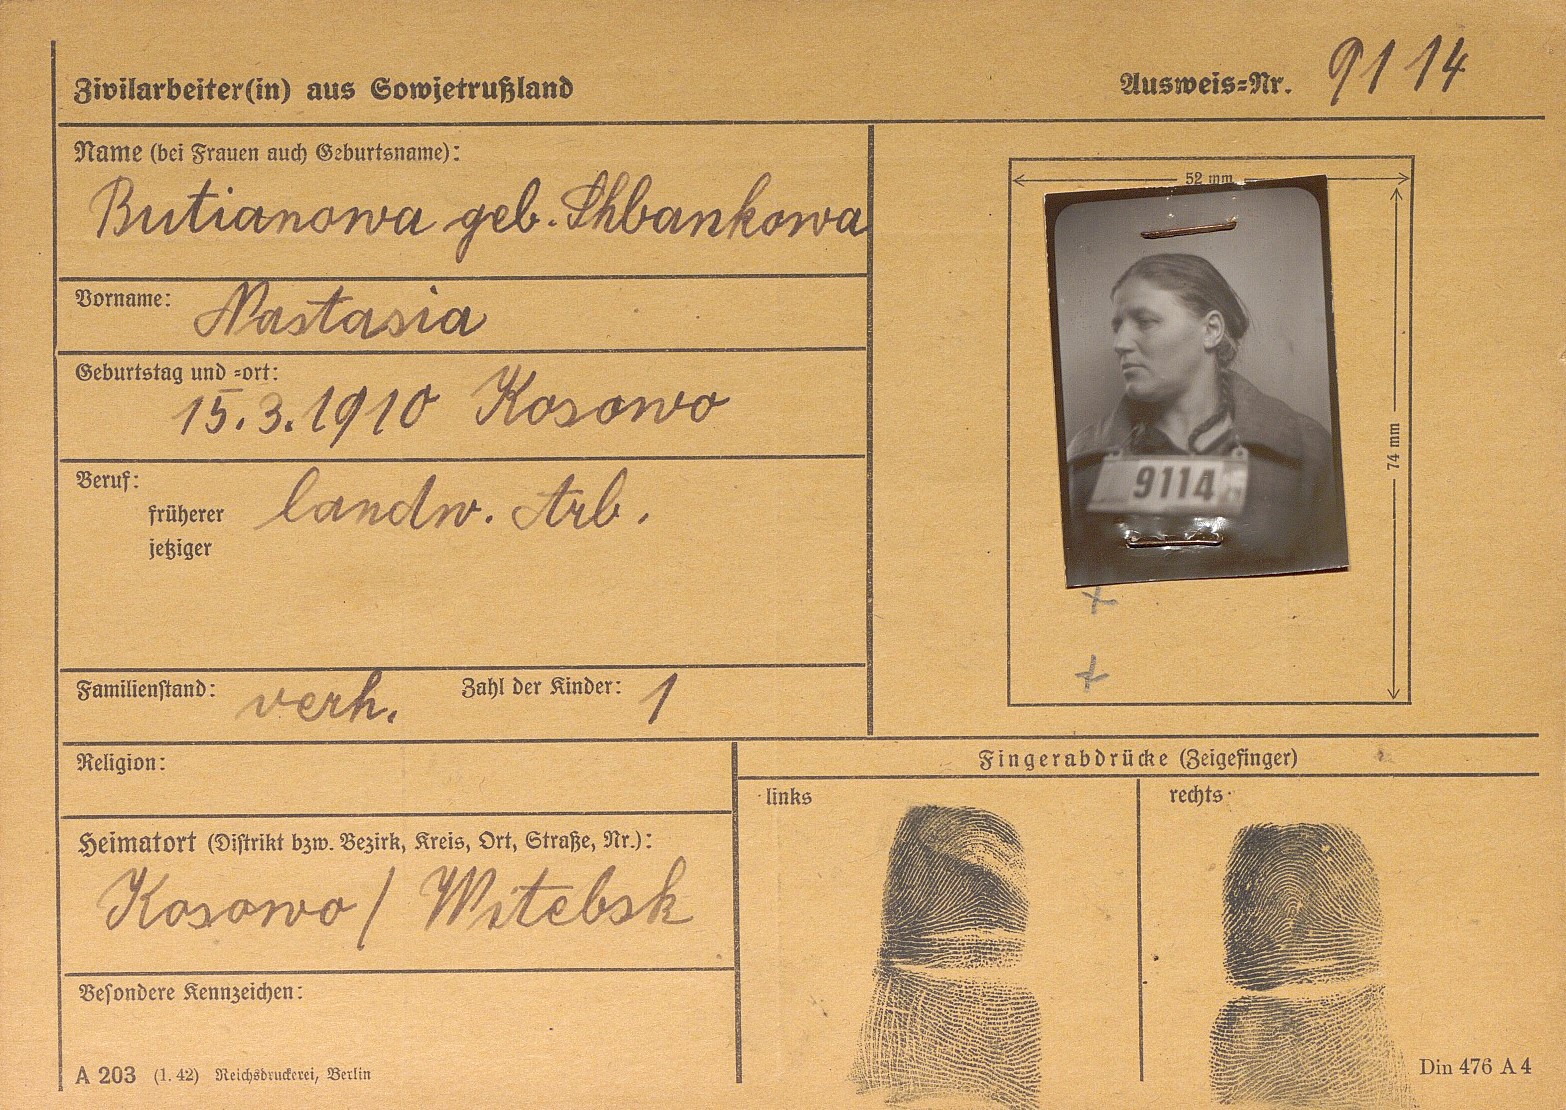 Zivilarbeiter(in) aus Sowjetrußland
Ausweis=Nr. 9114
Name (bei Frauen auch Geburtsname):
Butianowa geb. Shbankowa
Vorname: Nastasia
Geburtstag und =ort:
15.3.1910 Kosowo
Beruf:
früherer landw. Arb.
jetziger
Familienstand: verh. Zahl der Kinder: 1
52 mm
74 mm
9114
Religion:
Heimatort (Distrikt bzw. Bezirk, Kreis, Ort, Straße, Nr.):
Kosowo / Witebsk
Besondere Kennzeichen:
Fingerabdrücke (Zeigefinger)
links
rechts
A 203 (1. 42) Reichsdruckerei, Berlin
Din 476 A 4